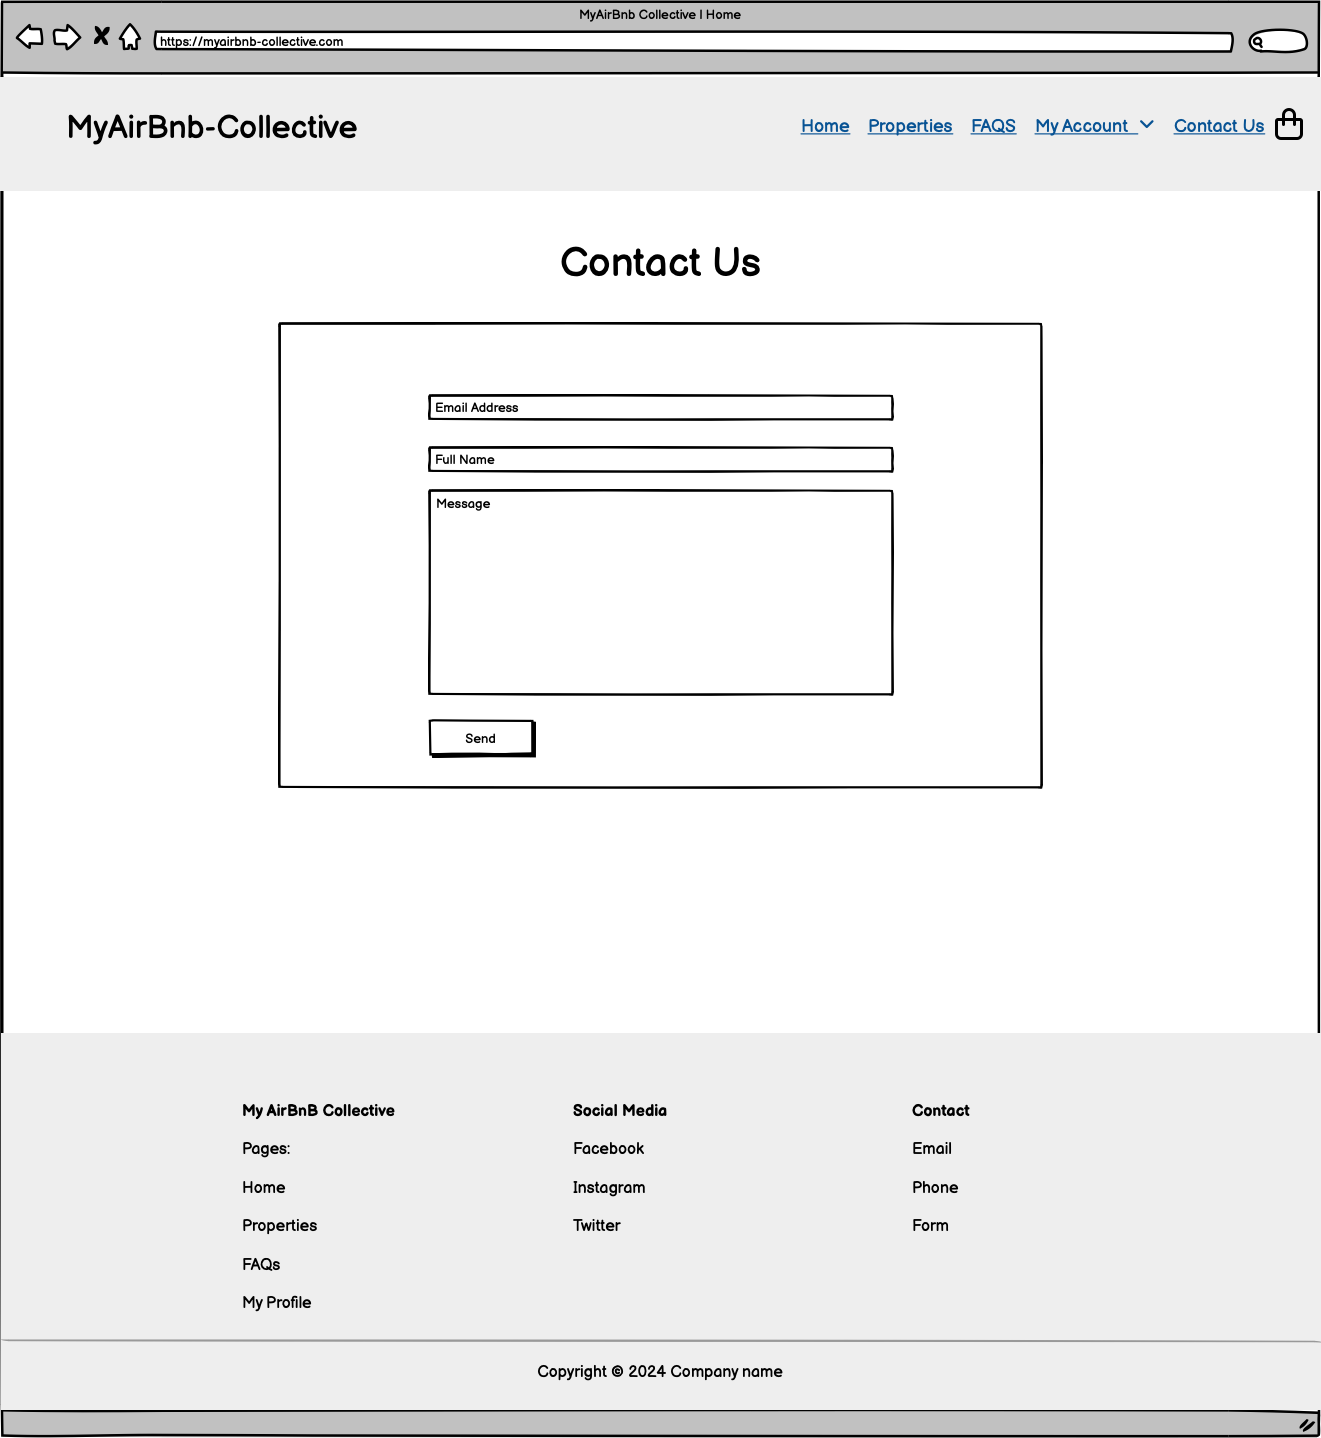 MyAirBnb Collective | Home
https://myairbnb-collective.com
MyAirBnb-Collective
Home Properties FAQS My Account Contact Us
Contact Us
Email Address
Full Name
Message
Send
My AirBnB Collective Social Media Contact
Pages: Facebook Email
Home Instagram Phone
Properties Twitter Form
FAQs
My Profile
Copyright © 2024 Company name